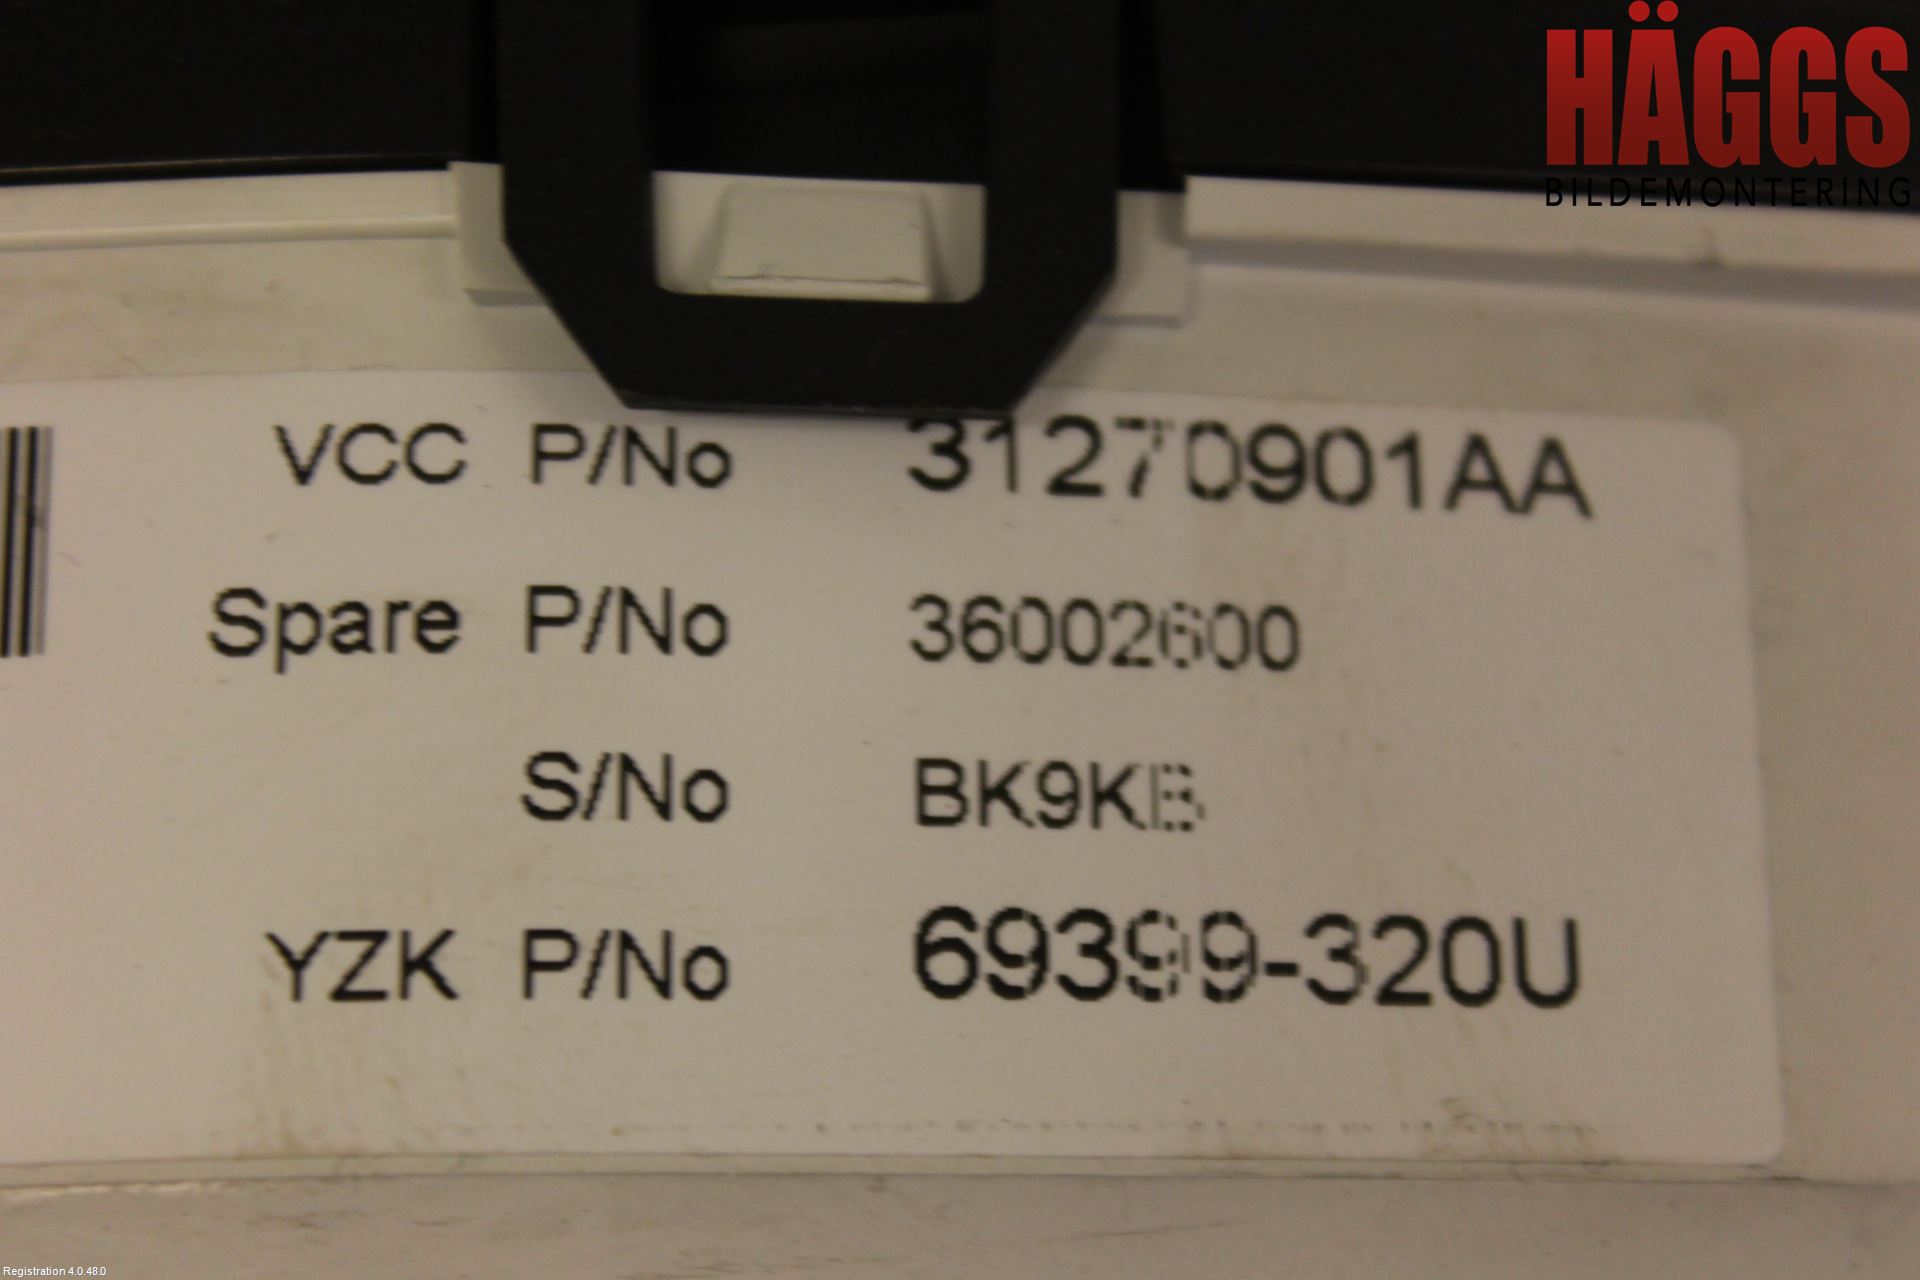 HÄGGS
BILDEMONTERING
VCC P/No 31270901AA
Spare P/No 36002600
S/No BK9KB
YZK P/No 69399-320U
Registration 4.0.48.0